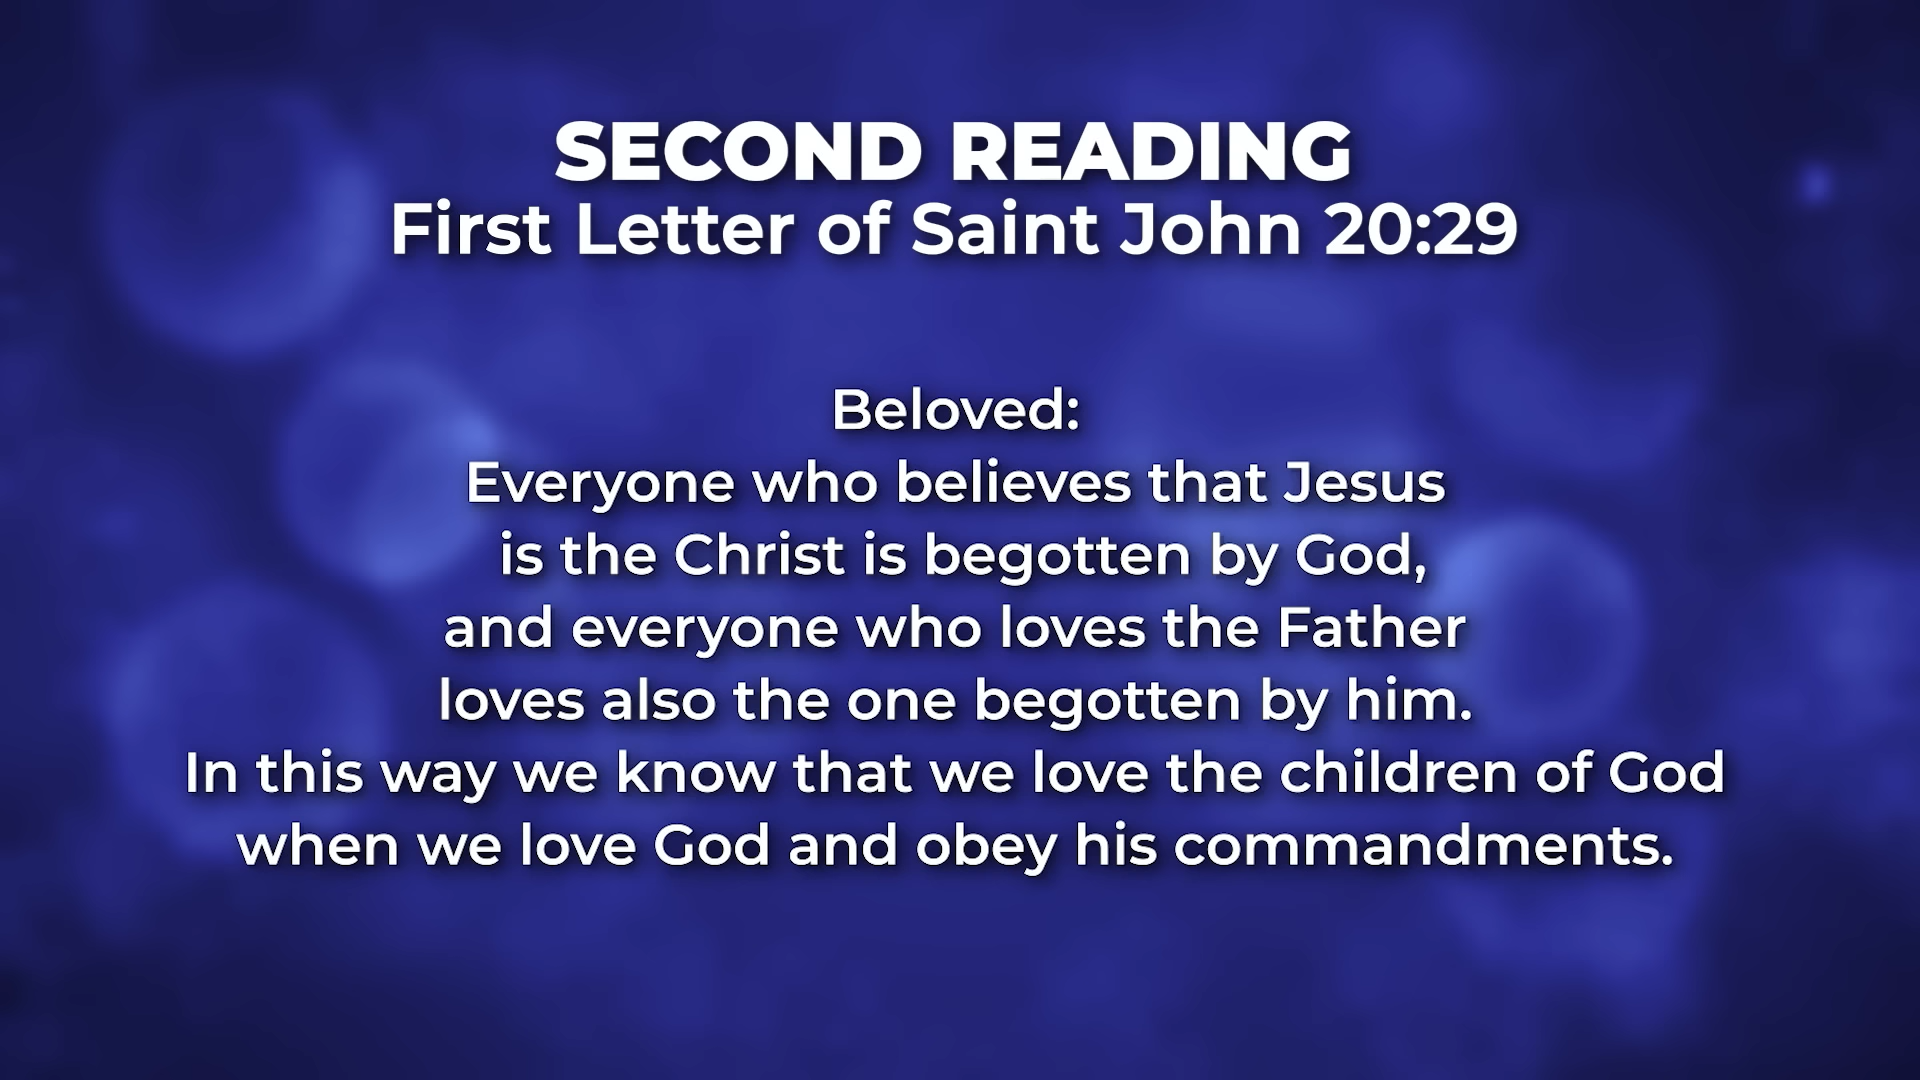 SECOND READING
First Letter of Saint John 20:29
Beloved:
Everyone who believes that Jesus
is the Christ is begotten by God,
and everyone who loves the Father
loves also the one begotten by him.
In this way we know that we love the children of God
when we love God and obey his commandments.